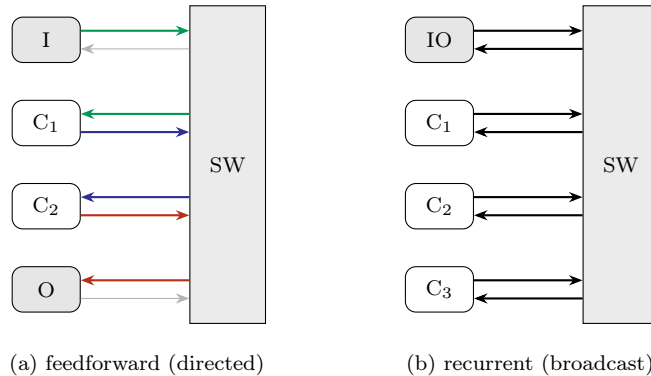 I
C₁
C₂
O
SW
(a) feedforward (directed)
IO
C₁
C₂
C₃
SW
(b) recurrent (broadcast)